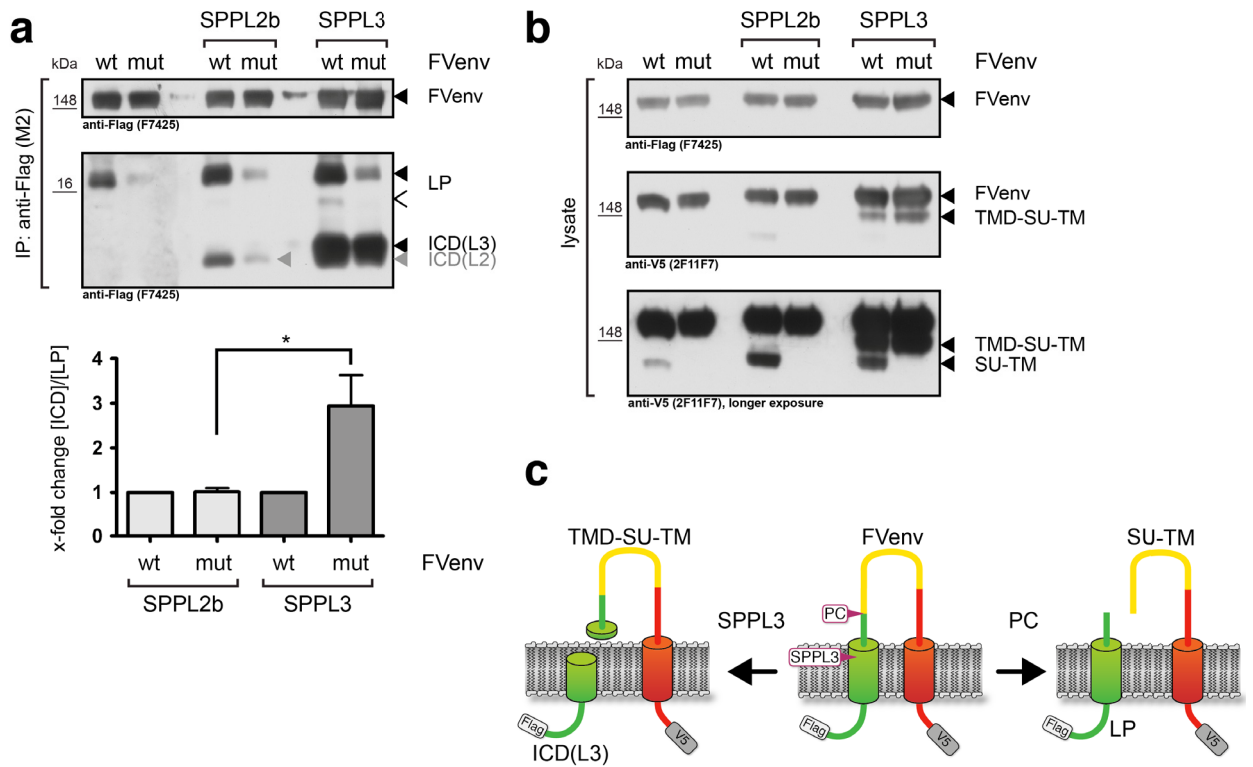 a
SPPL2b SPPL3
kDa wt mut wt mut wt mut FVenv
148 FVenv
anti-Flag (F7425)
16 LP
ICD(L3)
ICD(L2)
anti-Flag (F7425)
IP: anti-Flag (M2)
x-fold change [ICD]/[LP]
*
4
3
2
1
0
wt mut wt mut FVenv
SPPL2b SPPL3
b
SPPL2b SPPL3
kDa wt mut wt mut wt mut FVenv
148 FVenv
anti-Flag (F7425)
FVenv
148 TMD-SU-TM
anti-V5 (2F11F7)
148 TMD-SU-TM
SU-TM
anti-V5 (2F11F7), longer exposure
lysate
c
TMD-SU-TM FVenv SU-TM
PC
SPPL3 PC
SPPL3
Flag V5 Flag V5 Flag V5
ICD(L3) LP